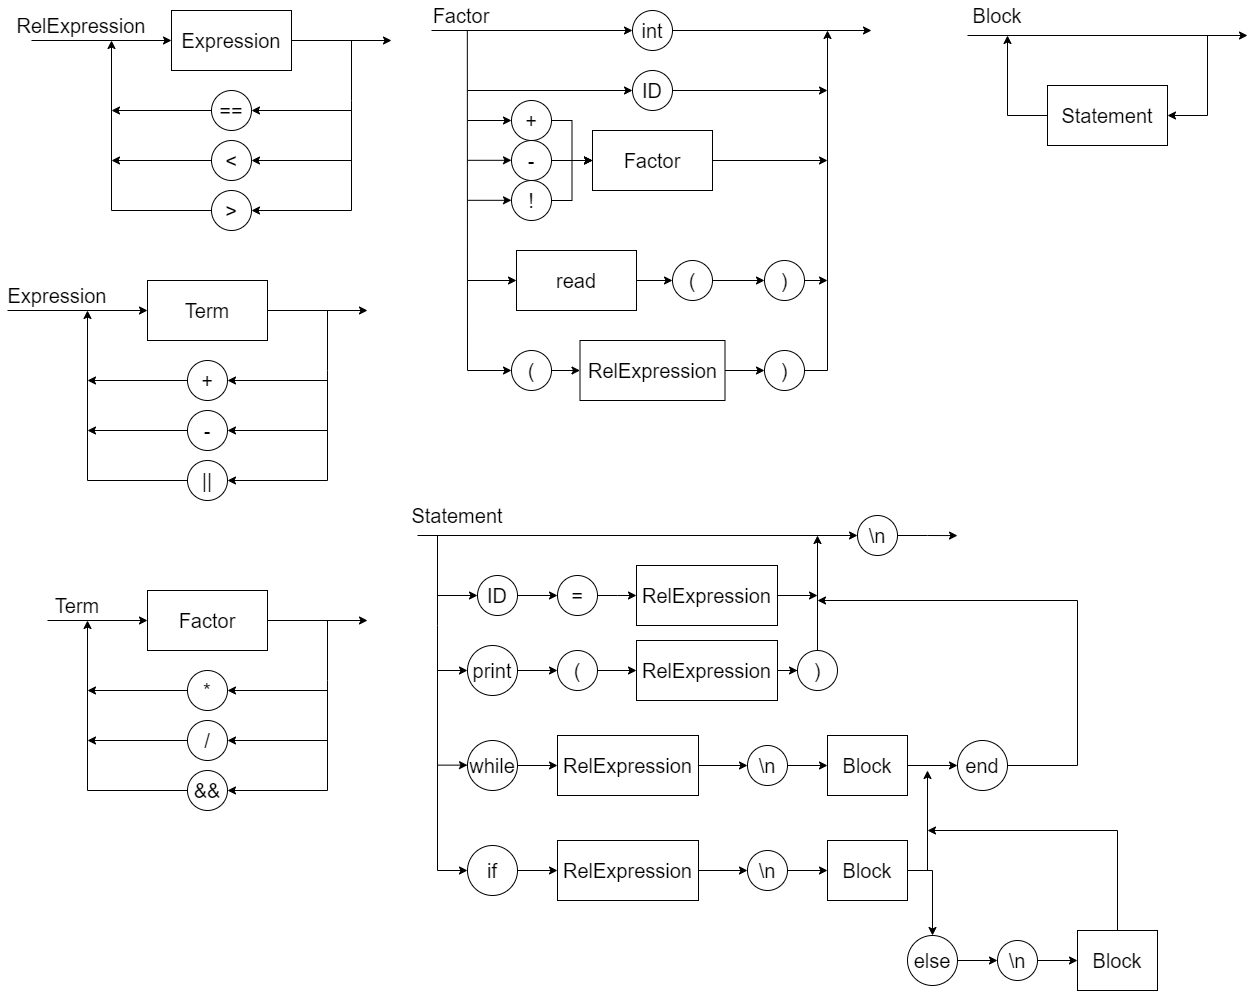 RelExpression
Expression
==
<
>
Expression
Term
+
-
||
Term
Factor
*
/
&&
Factor
int
ID
+
-
Factor
!
read ( )
( RelExpression )
Block
Statement
Statement
\n
ID = RelExpression
print ( RelExpression )
while RelExpression \n Block end
if RelExpression \n Block
else \n Block